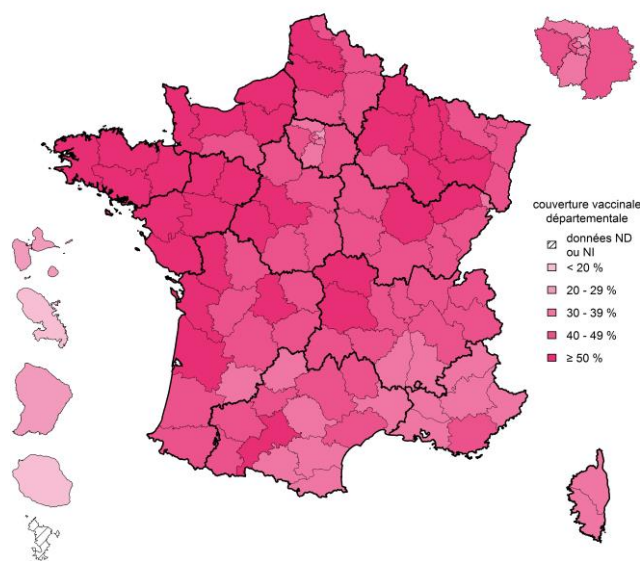 couverture vaccinale
départementale
données ND
ou NI
< 20 %
20 - 29 %
30 - 39 %
40 - 49 %
≥ 50 %